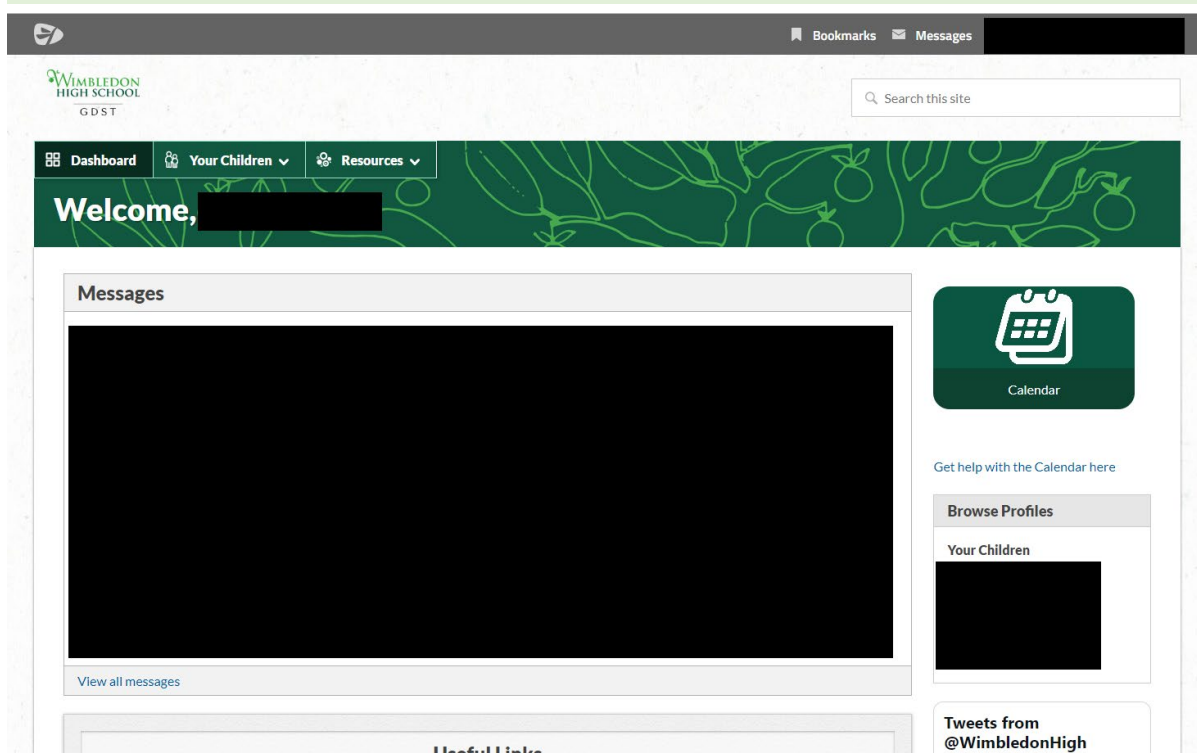 Bookmarks Messages
WIMBLEDON
HIGH SCHOOL
GDST
Search this site
Dashboard Your Children Resources
Welcome,
Messages
Calendar
Get help with the Calendar here
Browse Profiles
Your Children
View all messages
Useful Links
Tweets from
@WimbledonHigh